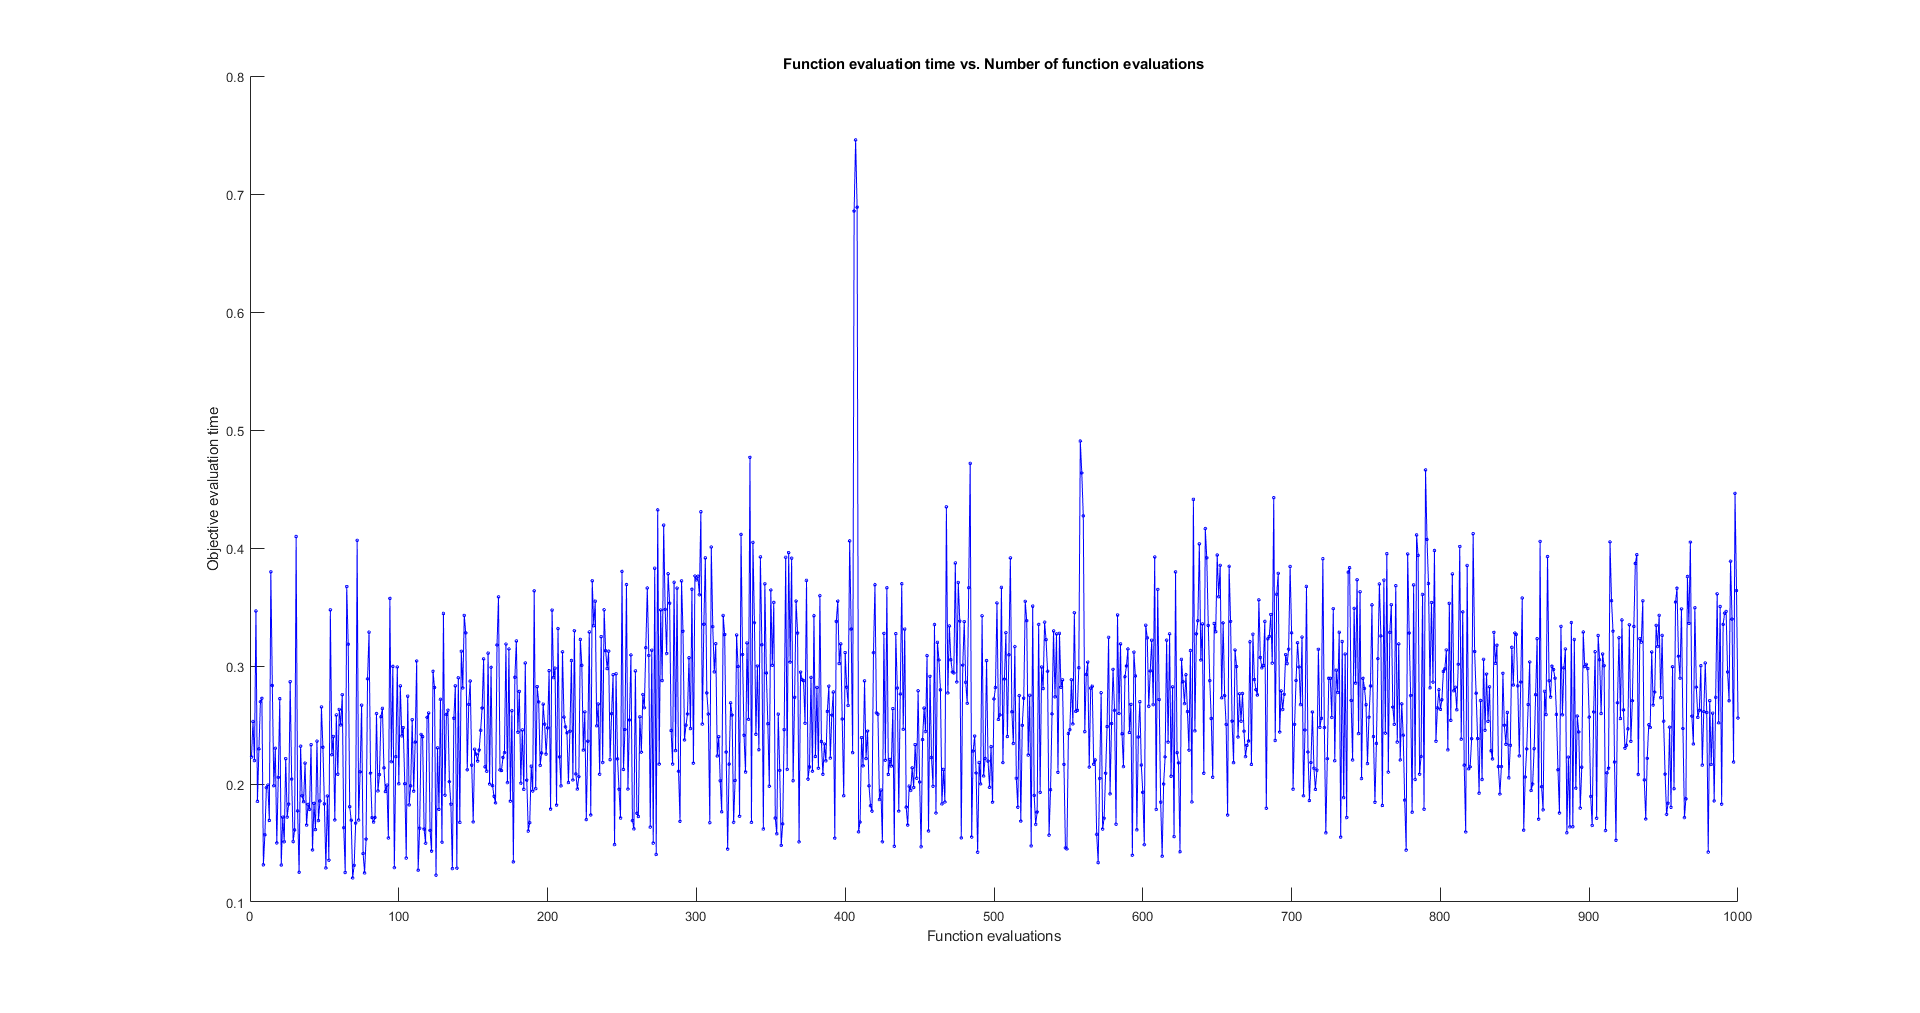 Function evaluation time vs. Number of function evaluations
0.8
0.7
0.6
0.5
0.4
0.3
0.2
0.1
Objective evaluation time
0 100 200 300 400 500 600 700 800 900 1000
Function evaluations